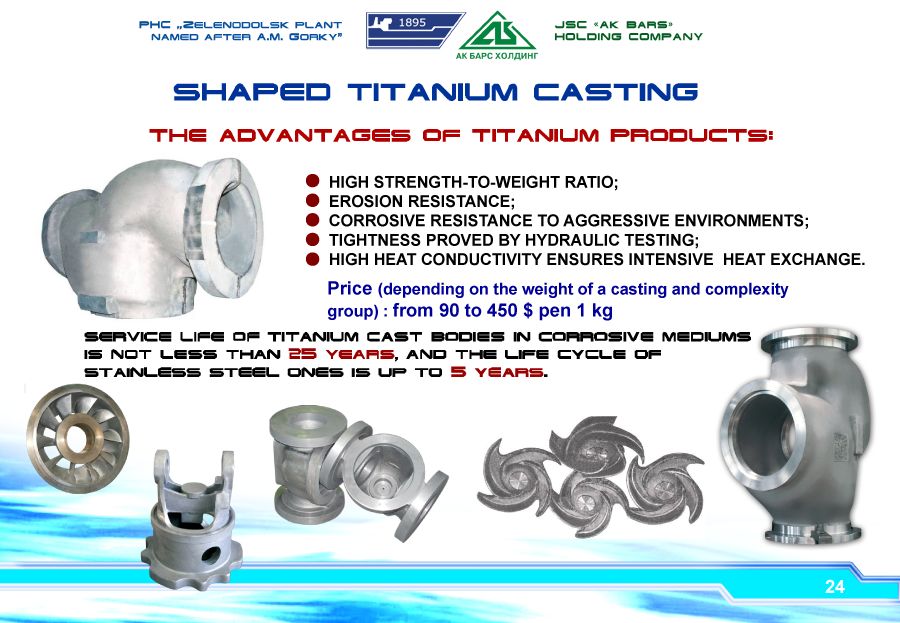 PHC „Zelenodolsk plant
named after A.M. Gorky”
1895
АК БАРС ХОЛДИНГ
JSC «AK BARS»
HOLDING COMPANY
SHAPED TITANIUM CASTING
THE ADVANTAGES OF TITANIUM PRODUCTS:
HIGH STRENGTH-TO-WEIGHT RATIO;
EROSION RESISTANCE;
CORROSIVE RESISTANCE TO AGGRESSIVE ENVIRONMENTS;
TIGHTNESS PROVED BY HYDRAULIC TESTING;
HIGH HEAT CONDUCTIVITY ENSURES INTENSIVE HEAT EXCHANGE.
Price (depending on the weight of a casting and complexity
group) : from 90 to 450 $ pen 1 kg
SERVICE LIFE OF TITANIUM CAST BODIES IN CORROSIVE MEDIUMS
IS NOT LESS THAN 25 YEARS, AND THE LIFE CYCLE OF
STAINLESS STEEL ONES IS UP TO 5 YEARS.
24